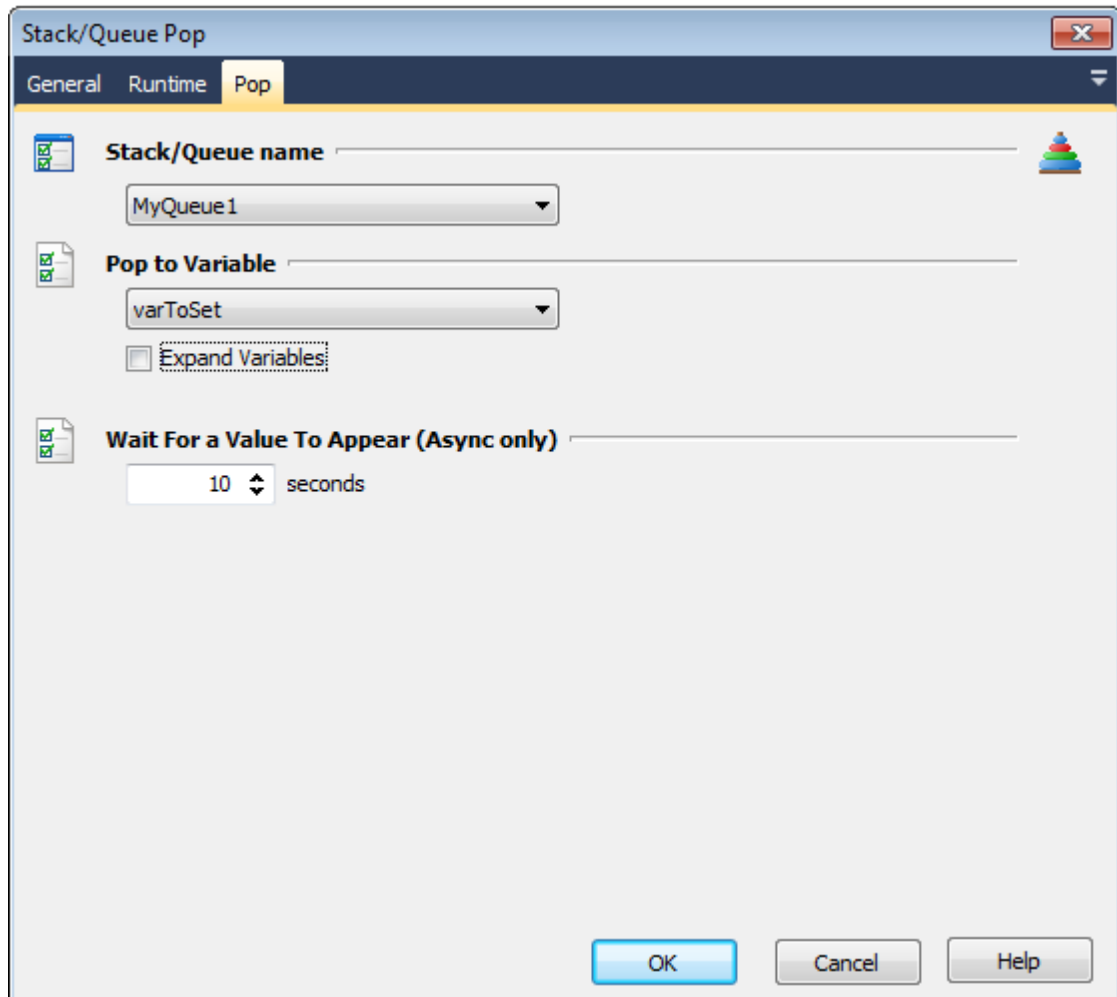 Stack/Queue Pop
General Runtime Pop
Stack/Queue name
MyQueue1
Pop to Variable
varToSet
Expand Variables
Wait For a Value To Appear (Async only)
10 seconds
OK Cancel Help